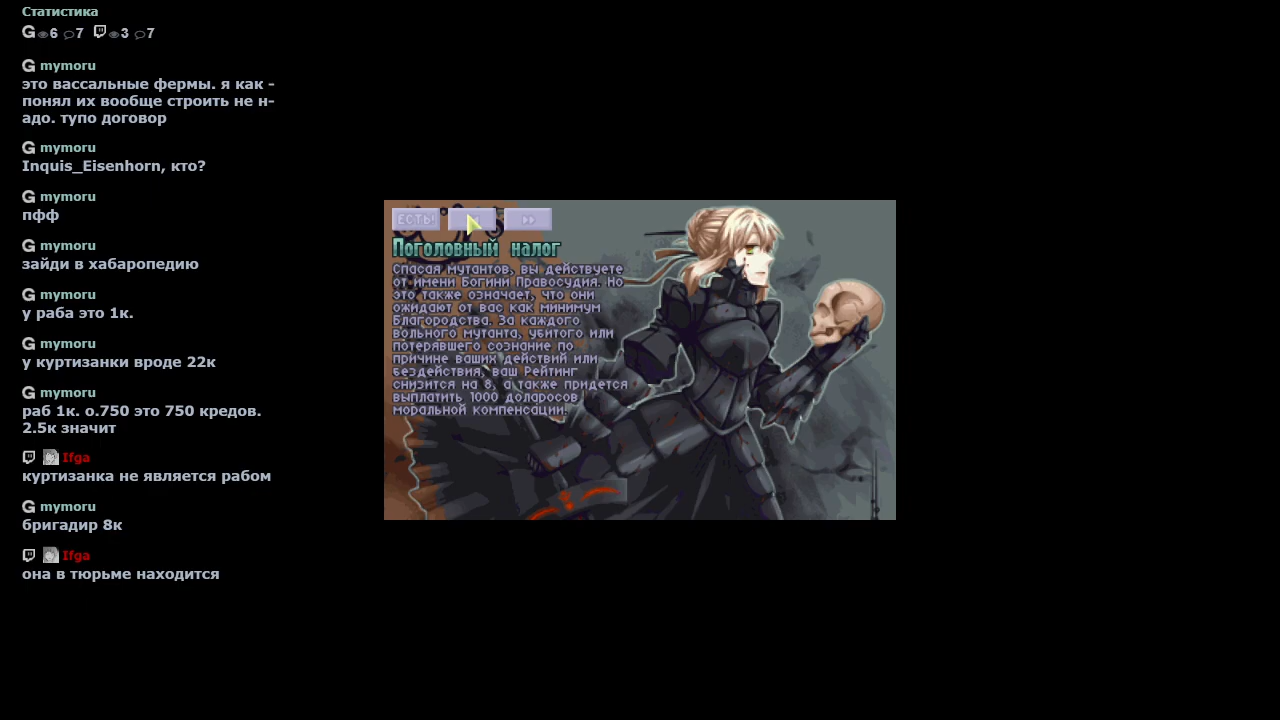 Статистика
G 6 7 3 7
mymoru
это вассальные фермы. я как -
понял их вообще строить не н-
адо. тупо договор
mymoru
Inquis_Eisenhorn, кто?
mymoru
пфф
mymoru
зайди в хабаропедию
mymoru
у раба это 1к.
mymoru
у куртизанки вроде 22к
mymoru
раб 1к. о.750 это 750 кредов.
2.5к значит
Ifga
куртизанка не является рабом
mymoru
бригадир 8к
Ifga
она в тюрьме находится
ЕСТЬ!
Поголовный налог
Спасая мутантов, вы действуете
от имени Богини Правосудия. Но
это также означает, что они
ожидают от вас как минимум
благородства. За каждого
вольного мутанта, убитого или
потерявшего сознание по
причине ваших действий или
бездействия, ваш Рейтинг
снизится на 8, а также придется
выплатить 1000 доларосов
моральной компенсации.